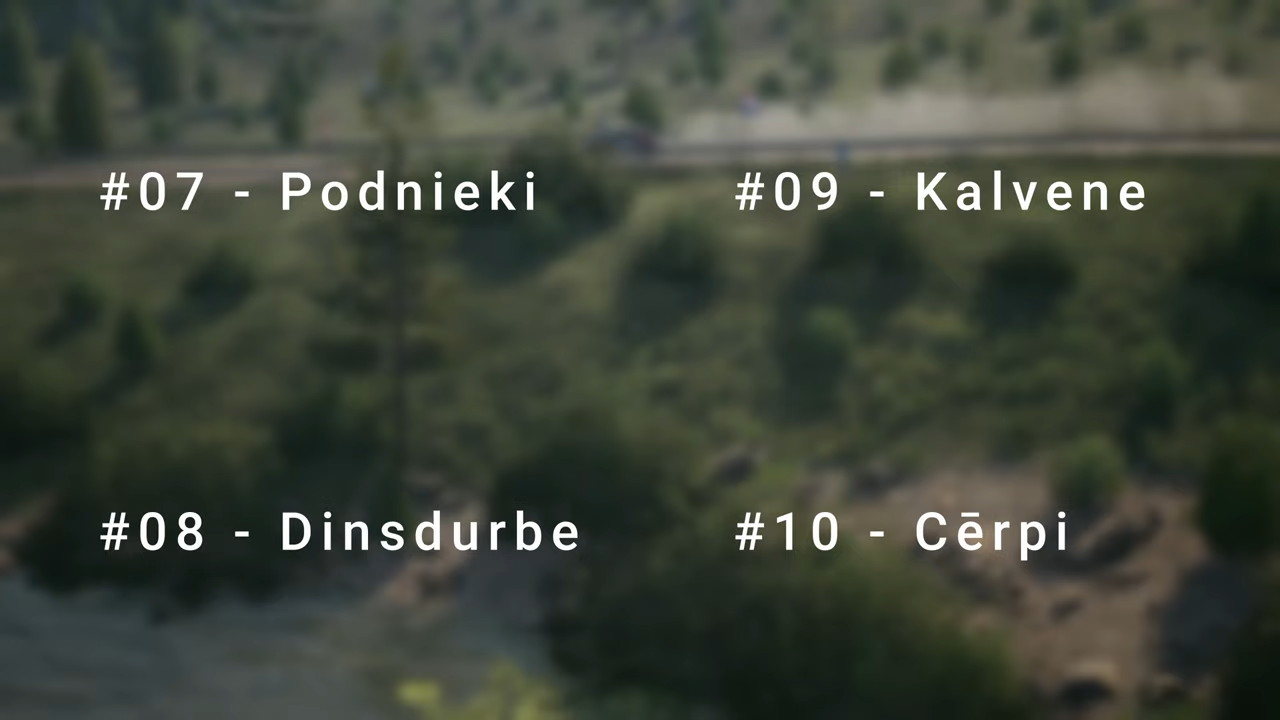 #07 - Podnieki
#08 - Dinsdurbe
#09 - Kalvene
#10 - Cērpi